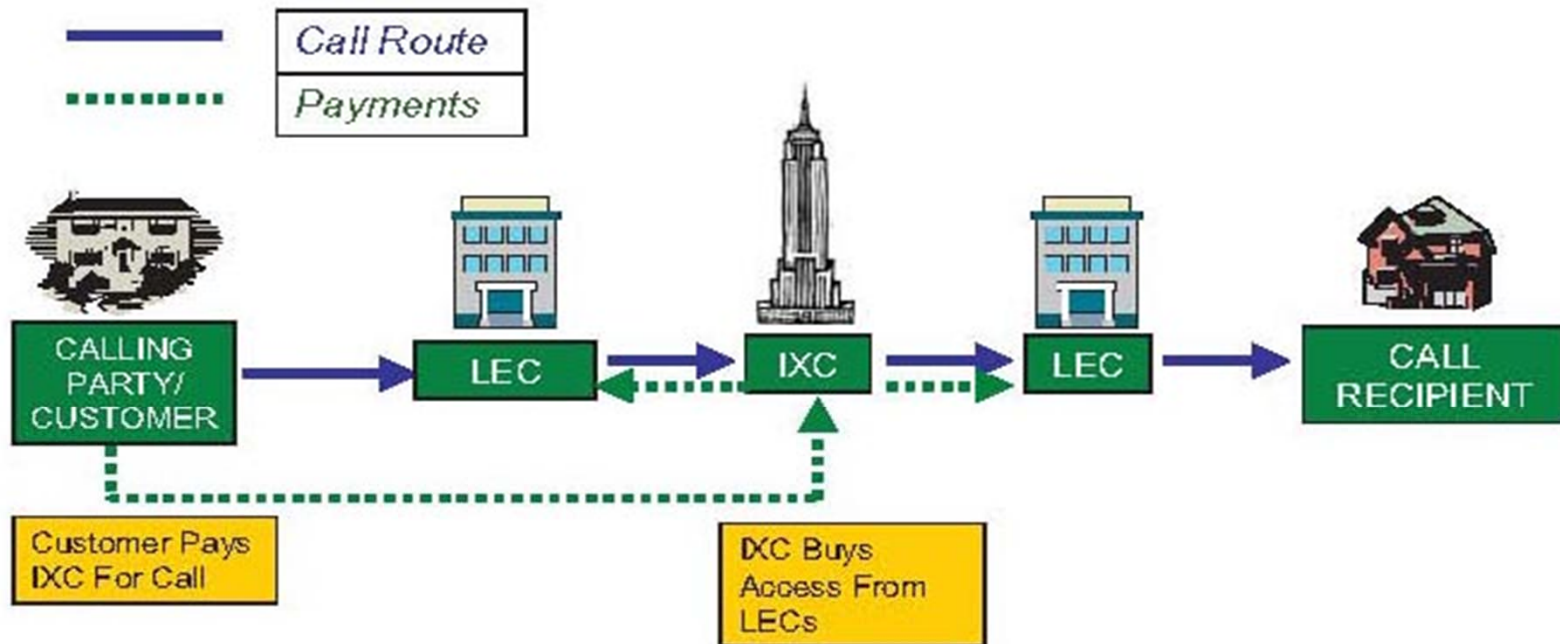 Call Route
Payments
CALLING
PARTY/
CUSTOMER
LEC
IXC
LEC
CALL
RECIPIENT
Customer Pays
IXC For Call
IXC Buys
Access From
LECs